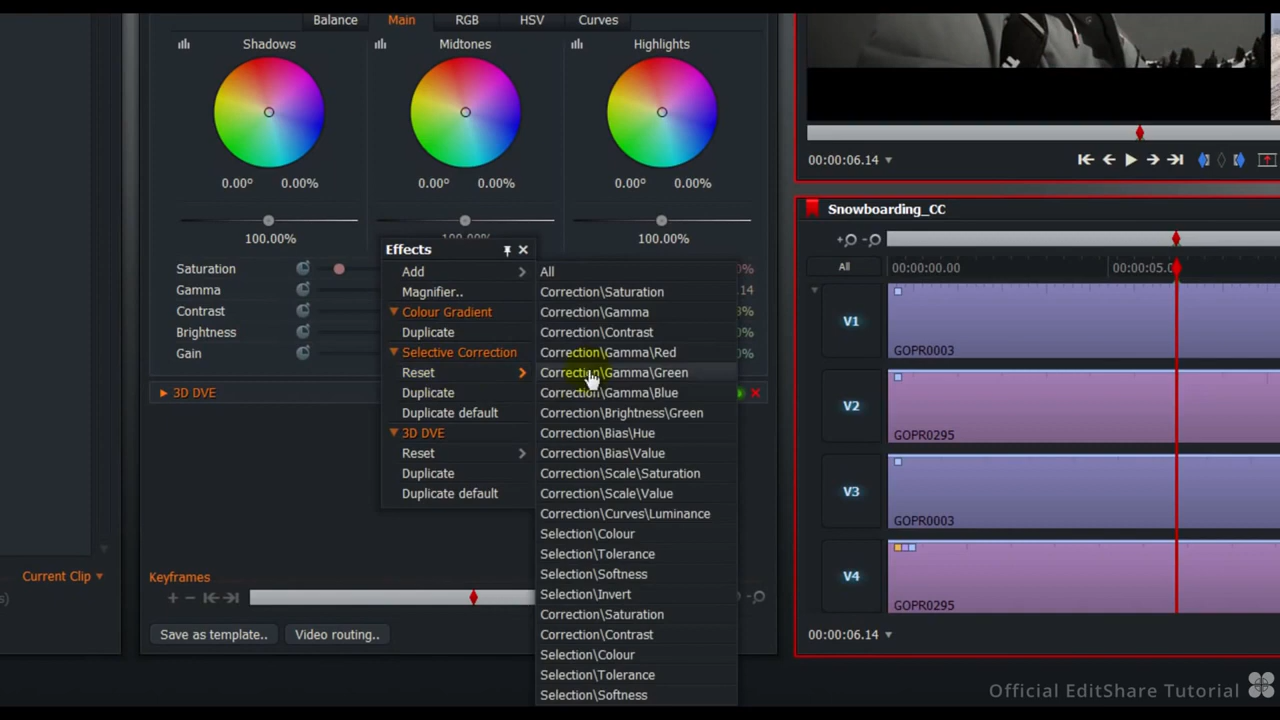 Balance Main RGB HSV Curves
Shadows Midtones Highlights
0.00º 0.00% 0.00º 0.00% 0.00º 0.00%
100.00% 100.00% 100.00%
Saturation
Gamma
Contrast
Brightness
Gain
3D DVE
Effects
Add
Magnifier..
Colour Gradient
Duplicate
Selective Correction
Reset
Duplicate
Duplicate default
3D DVE
Reset
Duplicate
Duplicate default
All
Correction\Saturation
Correction\Gamma
Correction\Contrast
Correction\Gamma\Red
Correction\Gamma\Green
Correction\Gamma\Blue
Correction\Brightness\Green
Correction\Bias\Hue
Correction\Bias\Value
Correction\Scale\Saturation
Correction\Scale\Value
Correction\Curves\Luminance
Selection\Colour
Selection\Tolerance
Selection\Softness
Selection\Invert
Correction\Saturation
Correction\Contrast
Selection\Colour
Selection\Tolerance
Selection\Softness
Current Clip
Keyframes
Save as template.. Video routing..
00:00:06.14
Snowboarding_CC
All 00:00:00.00 00:00:05.0
V1
GOPR0003
V2
GOPR0295
V3
GOPR0003
V4
GOPR0295
00:00:06.14
Official EditShare Tutorial